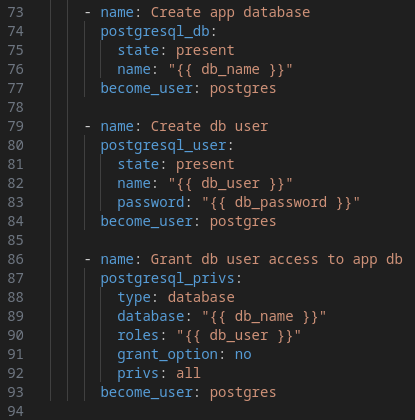 73 - name: Create app database
74 postgresql_db:
75 state: present
76 name: "{{ db_name }}"
77 become_user: postgres
78
79 - name: Create db user
80 postgresql_user:
81 state: present
82 name: "{{ db_user }}"
83 password: "{{ db_password }}"
84 become_user: postgres
85
86 - name: Grant db user access to app db
87 postgresql_privs:
88 type: database
89 database: "{{ db_name }}"
90 roles: "{{ db_user }}"
91 grant_option: no
92 privs: all
93 become_user: postgres
94